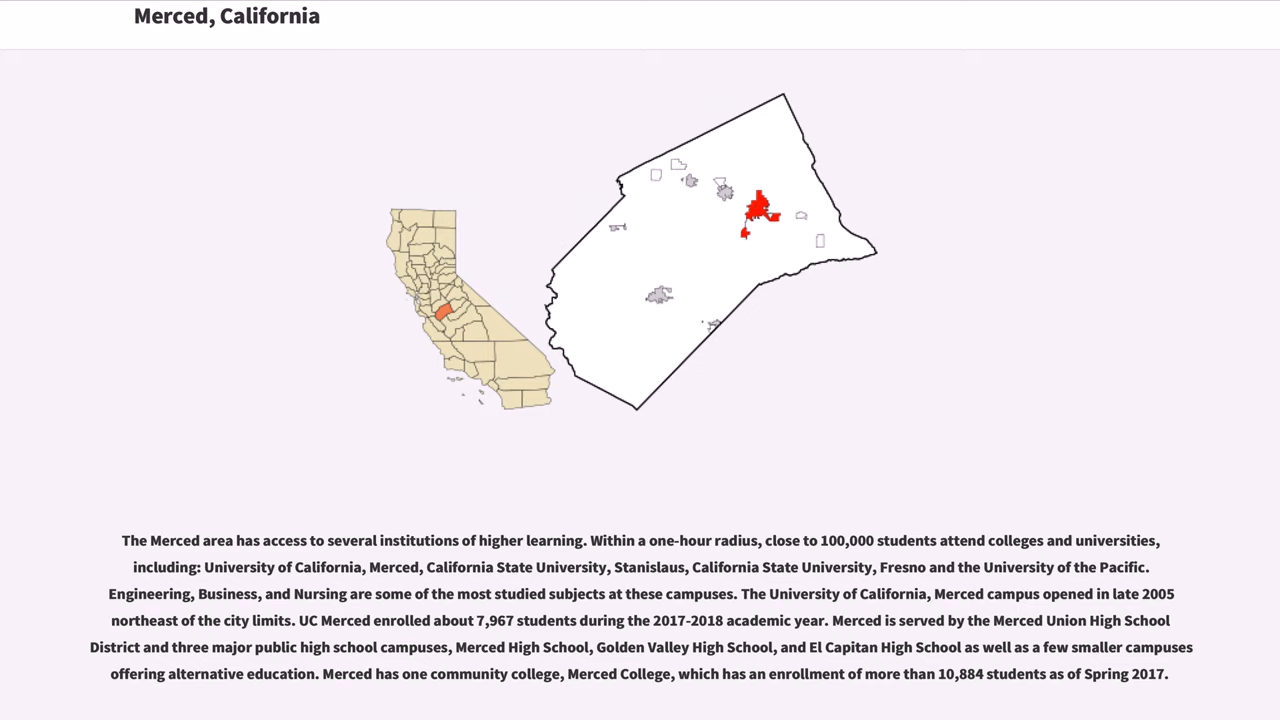 Merced, California
The Merced area has access to several institutions of higher learning. Within a one-hour radius, close to 100,000 students attend colleges and universities,
including: University of California, Merced, California State University, Stanislaus, California State University, Fresno and the University of the Pacific.
Engineering, Business, and Nursing are some of the most studied subjects at these campuses. The University of California, Merced campus opened in late 2005
northeast of the city limits. UC Merced enrolled about 7,967 students during the 2017-2018 academic year. Merced is served by the Merced Union High School
District and three major public high school campuses, Merced High School, Golden Valley High School, and El Capitan High School as well as a few smaller campuses
offering alternative education. Merced has one community college, Merced College, which has an enrollment of more than 10,884 students as of Spring 2017.